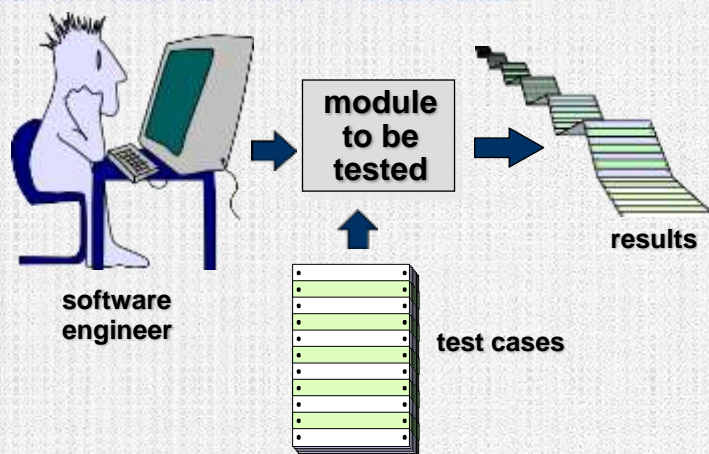 module
to be
tested
results
software
engineer
test cases